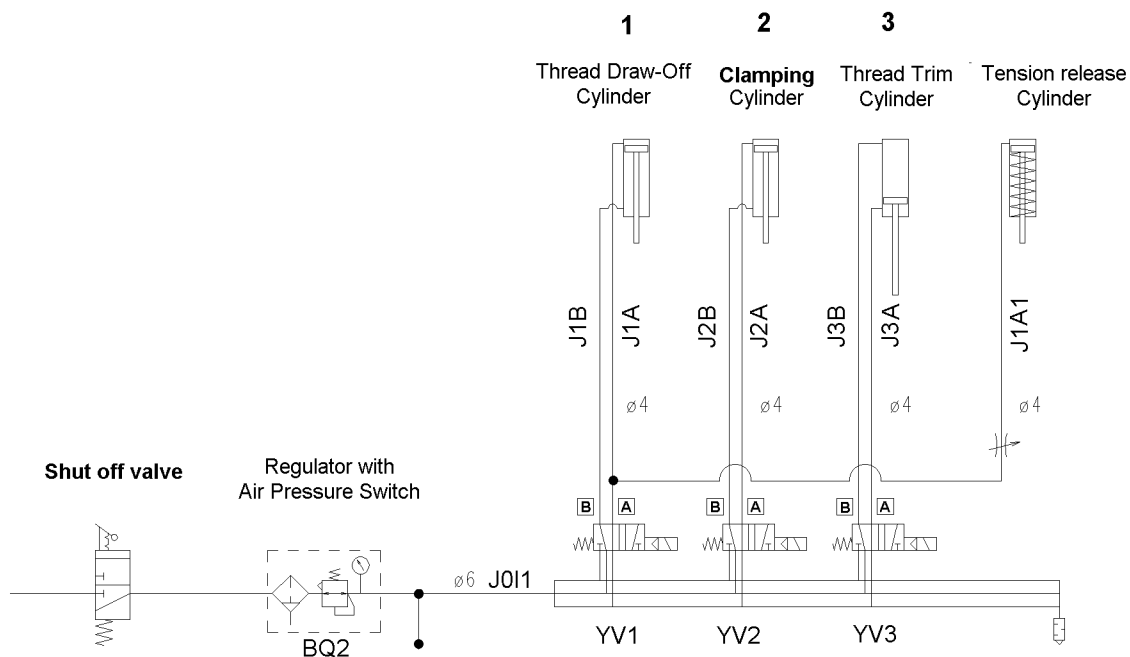 1
2
3
Thread Draw-Off
Cylinder
Clamping
Cylinder
Thread Trim
Cylinder
Tension release
Cylinder
J1B
J1A
J2B
J2A
J3B
J3A
J1A1
ø4
ø4
ø4
ø4
Shut off valve
Regulator with
Air Pressure Switch
B
A
B
A
B
A
ø6
J0I1
BQ2
YV1
YV2
YV3